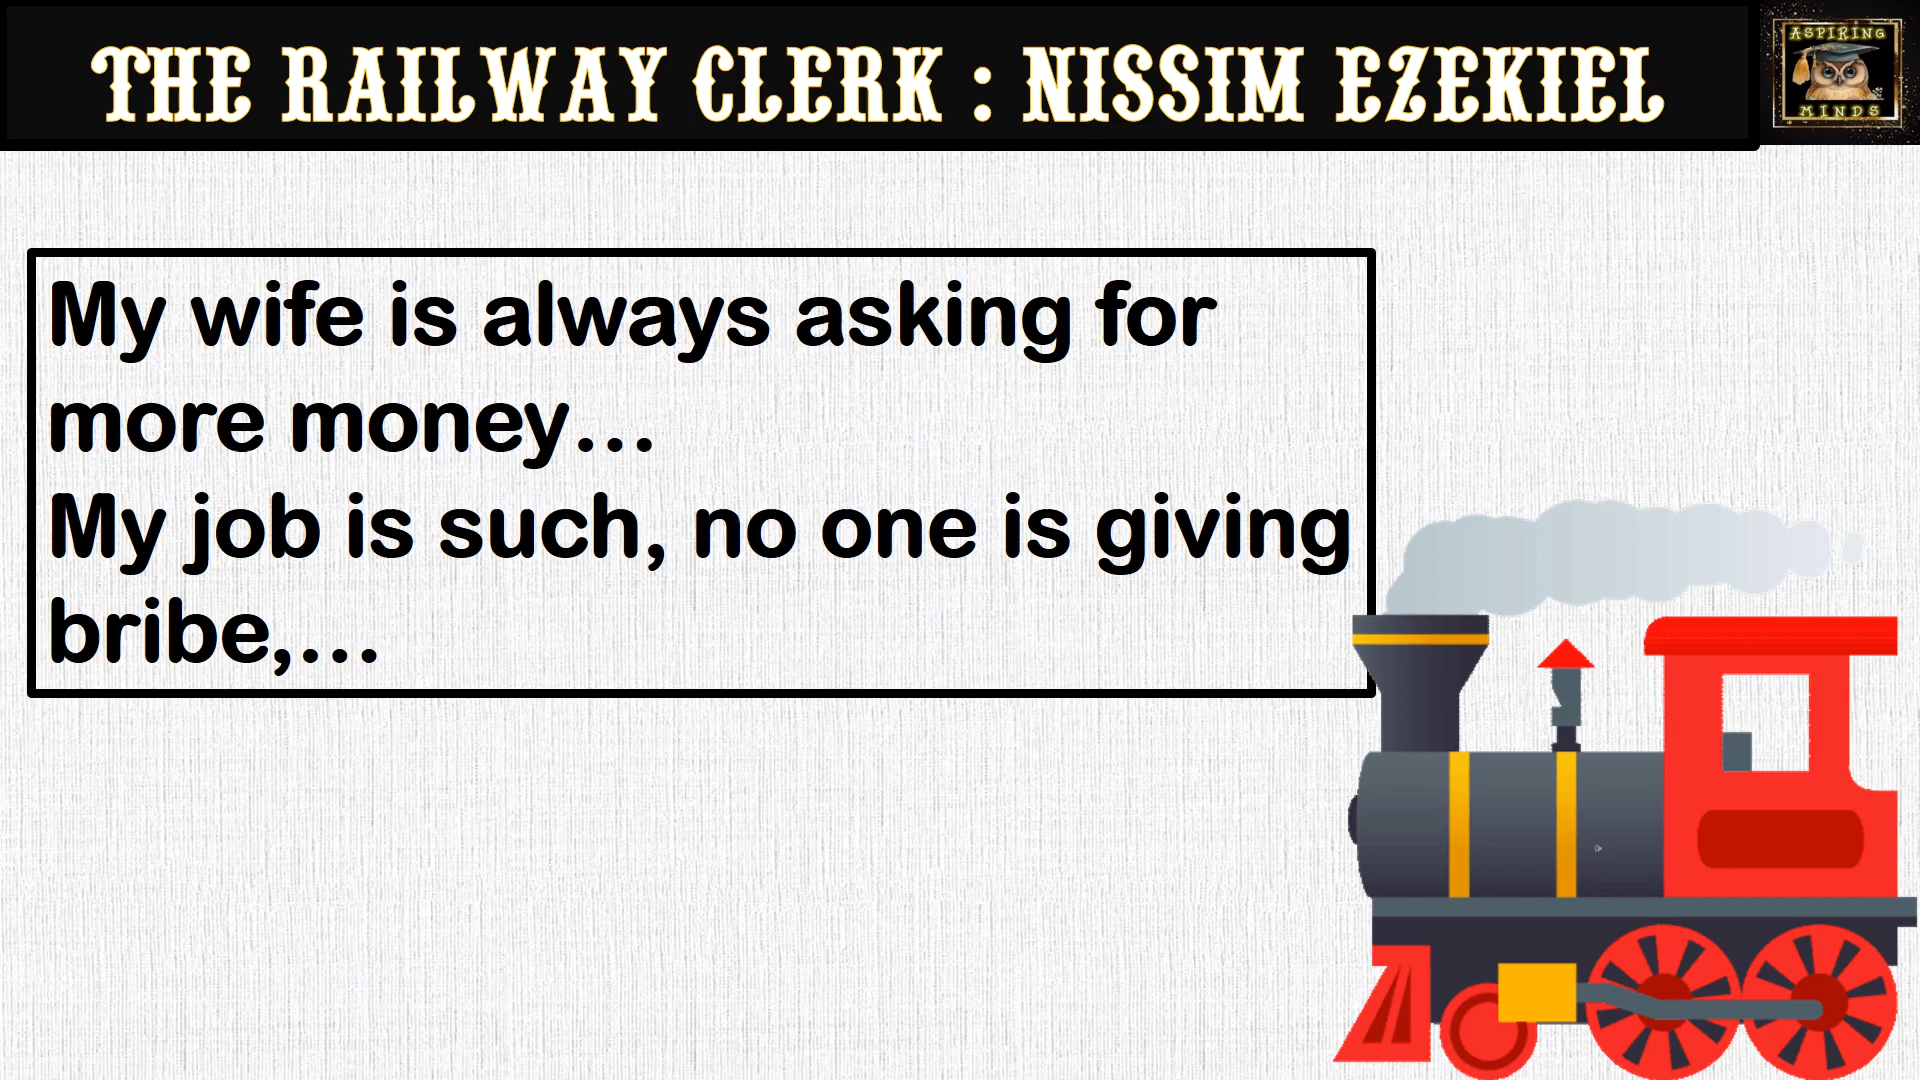 THE RAILWAY CLERK : NISSIM EZEKIEL
ASPIRING
MINDS
My wife is always asking for
more money...
My job is such, no one is giving
bribe,...